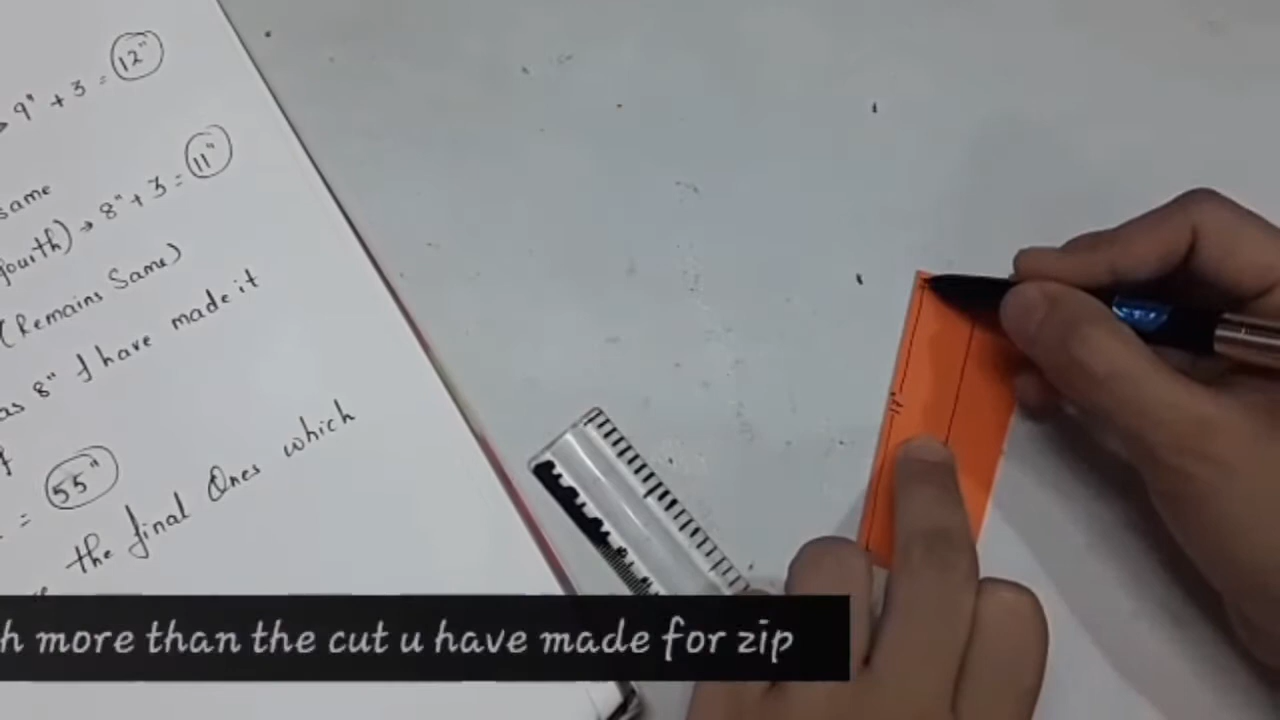 9" + 3 = 12"
same
fourth) → 8" + 3 = 11"
(Remains Same)
as 8" I have made it
= 55"
the final Ones which
h more than the cut u have made for zip